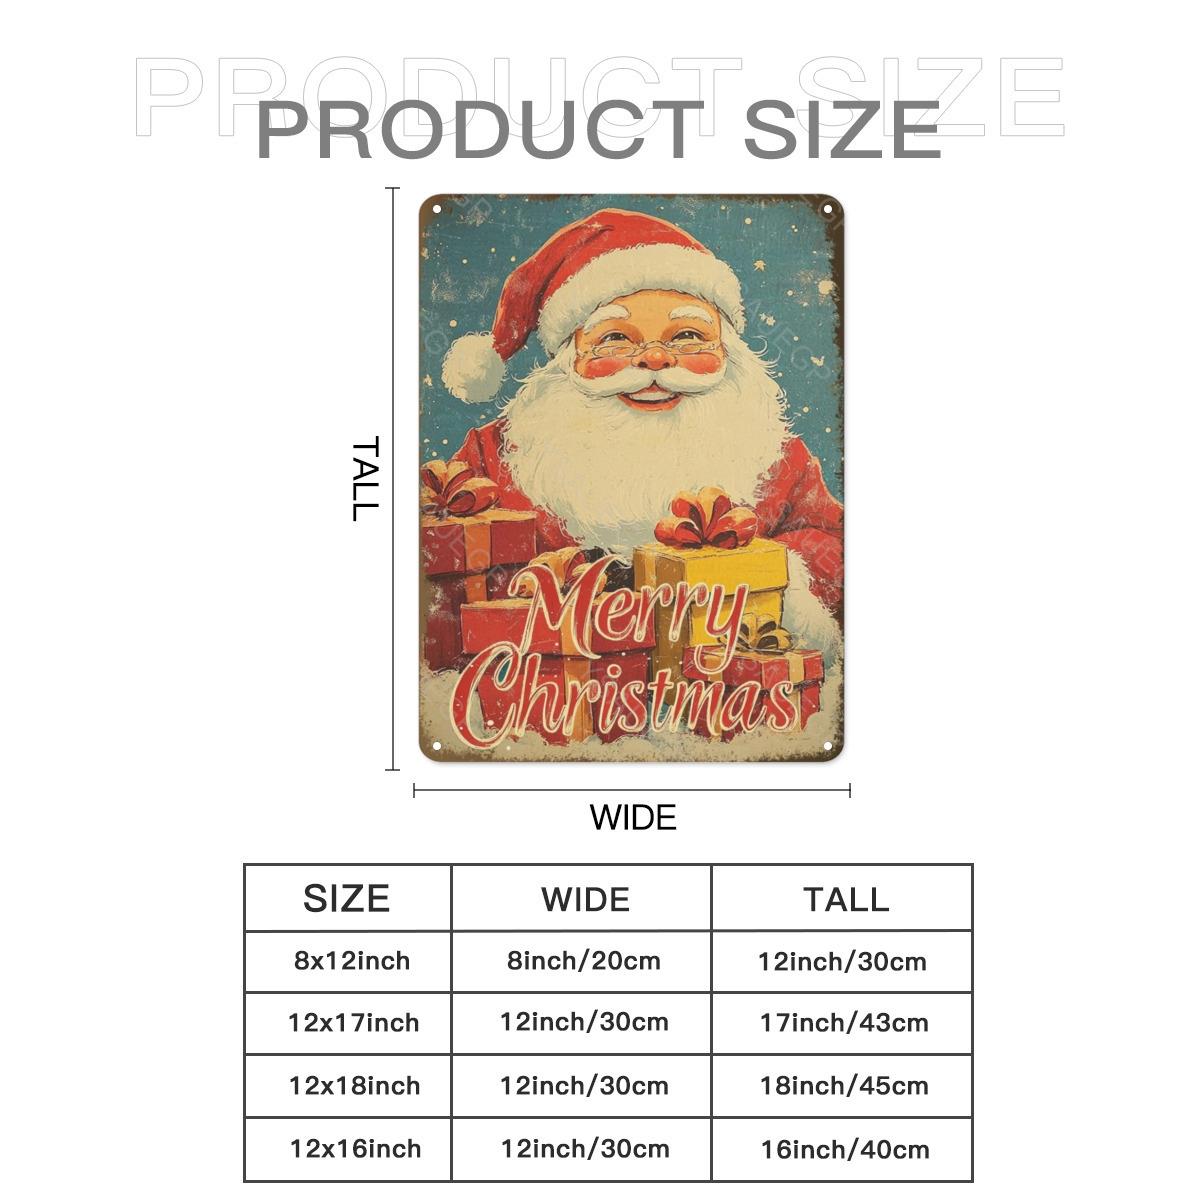 PRODUCT SIZE
PRODUCT SIZE
TALL
Merry
Christmas
WIDE
SIZE WIDE TALL
8x12inch 8inch/20cm 12inch/30cm
12x17inch 12inch/30cm 17inch/43cm
12x18inch 12inch/30cm 18inch/45cm
12x16inch 12inch/30cm 16inch/40cm